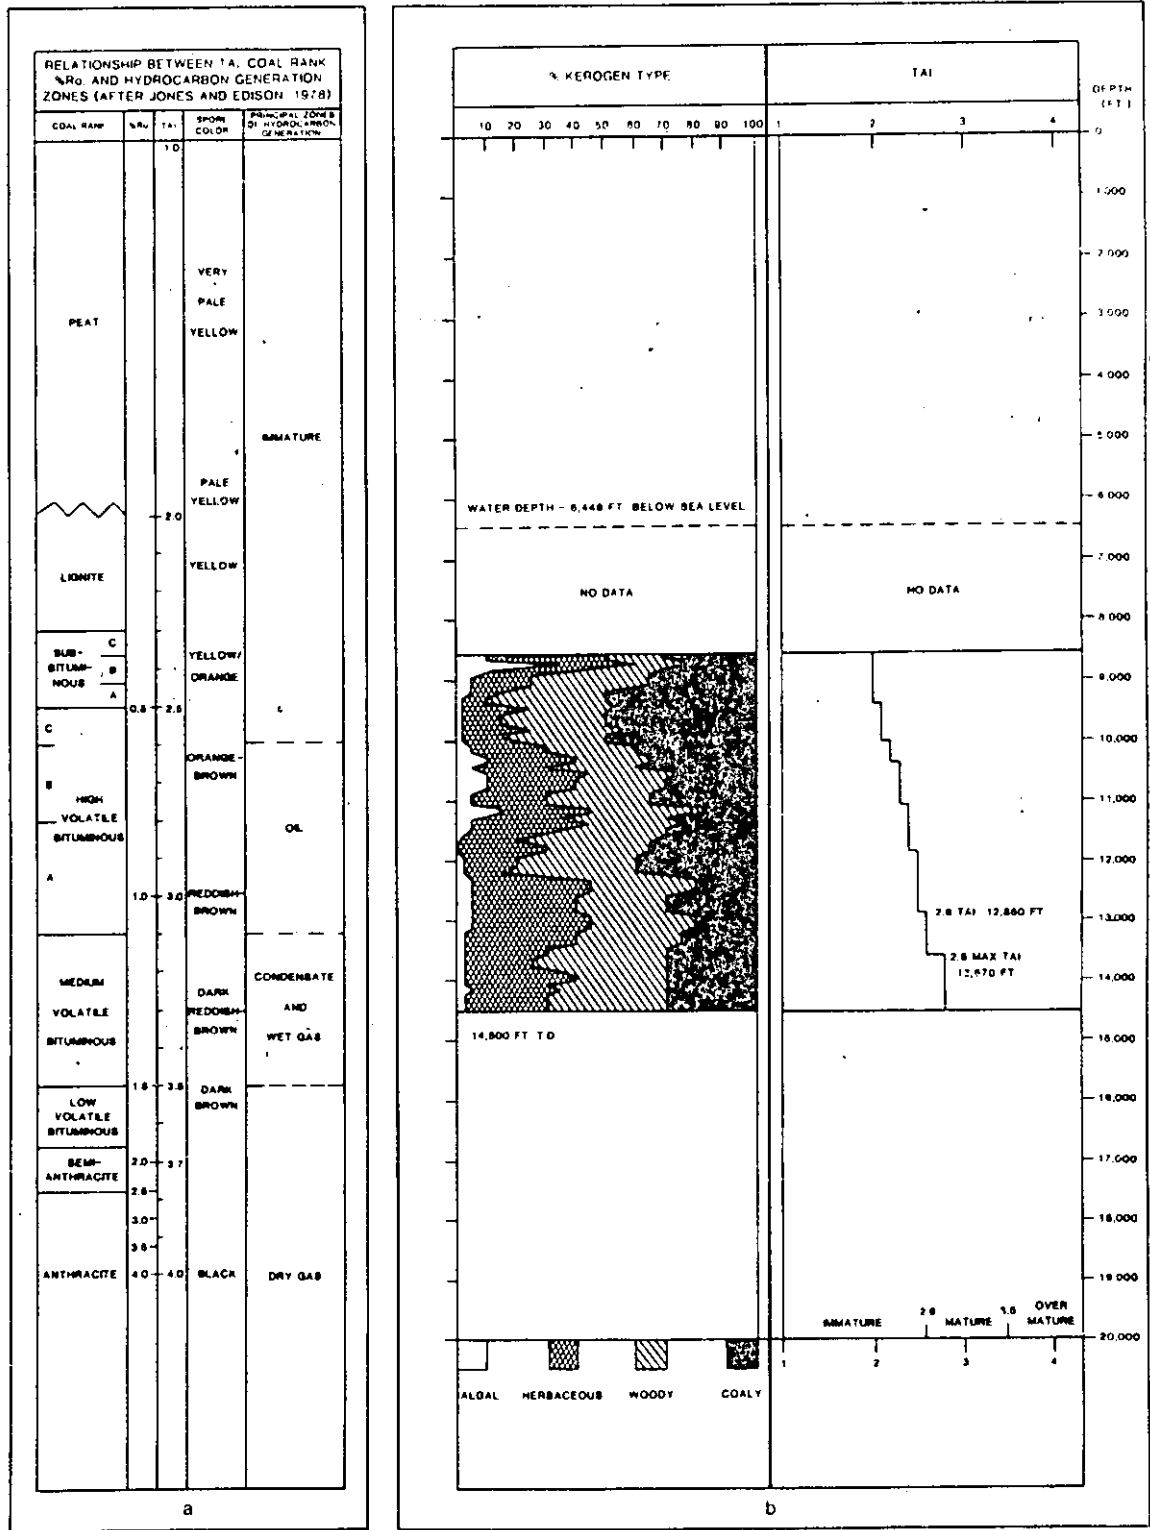 RELATIONSHIP BETWEEN TA, COAL RANK
%Ro, AND HYDROCARBON GENERATION
ZONES (AFTER JONES AND EDISON 1978)
COAL RANK
%Ro
TAI
SPORE
COLOR
PRINCIPAL ZONES
OF HYDROCARBON
GENERATION
1.0
VERY
PALE
YELLOW
PEAT
IMMATURE
PALE
YELLOW
2.0
YELLOW
LIGNITE
SUB-
BITUMI-
NOUS
C
B
A
YELLOW/
ORANGE
0.5
2.5
C
ORANGE-
BROWN
B
HIGH
VOLATILE
BITUMINOUS
OIL
A
1.0
3.0
REDDISH
BROWN
MEDIUM
VOLATILE
BITUMINOUS
CONDENSATE
AND
WET GAS
DARK
REDDISH
BROWN
1.5
3.5
DARK
BROWN
LOW
VOLATILE
BITUMINOUS
SEMI-
ANTHRACITE
2.0
3.7
2.5
3.0
3.5
ANTHRACITE
4.0
4.0
BLACK
DRY GAS
a
% KEROGEN TYPE
TAI
DEPTH
(FT.)
10 20 30 40 50 60 70 80 90 100
1 2 3 4
0
1,000
2,000
3,000
4,000
5,000
6,000
WATER DEPTH – 6,448 FT. BELOW SEA LEVEL
7,000
NO DATA
NO DATA
8,000
9,000
10,000
11,000
12,000
2.6 TAI 12,860 FT
13,000
MAX TAI
14,000
14,500 FT T D
15,000
16,000
17,000
18,000
19,000
IMMATURE
2.6
MATURE
3.5
OVER
MATURE
20,000
1 2 3 4
ALGAL
HERBACEOUS
WOODY
COALY
b